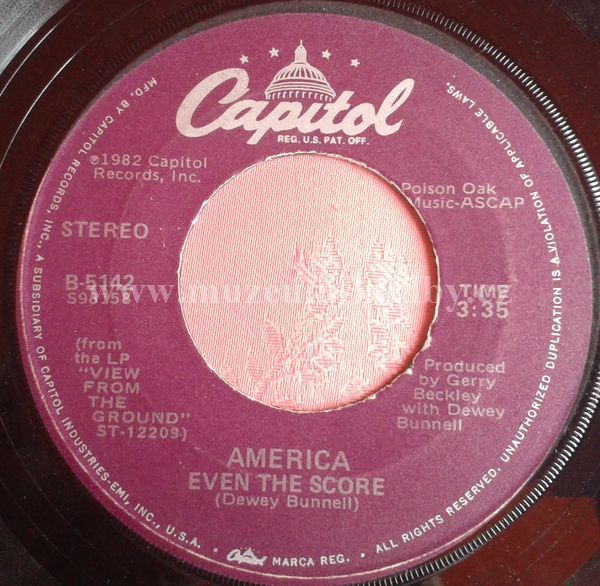 Capitol
REG. U.S. PAT. OFF.
℗1982 Capitol
Records, Inc.
STEREO
B-5142
(from
the LP
"VIEW
FROM
THE
GROUND"
ST-12209)
Poison Oak
Music-ASCAP
TIME
3:35
Produced
by Gerry
Beckley
with Dewey
Bunnell
AMERICA
EVEN THE SCORE
(Dewey Bunnell)
MFD. BY CAPITOL RECORDS, INC., A SUBSIDIARY OF CAPITOL INDUSTRIES-EMI, INC., U.S.A. • Capitol MARCA REG. • ALL RIGHTS RESERVED. UNAUTHORIZED DUPLICATION IS A VIOLATION OF APPLICABLE LAWS.